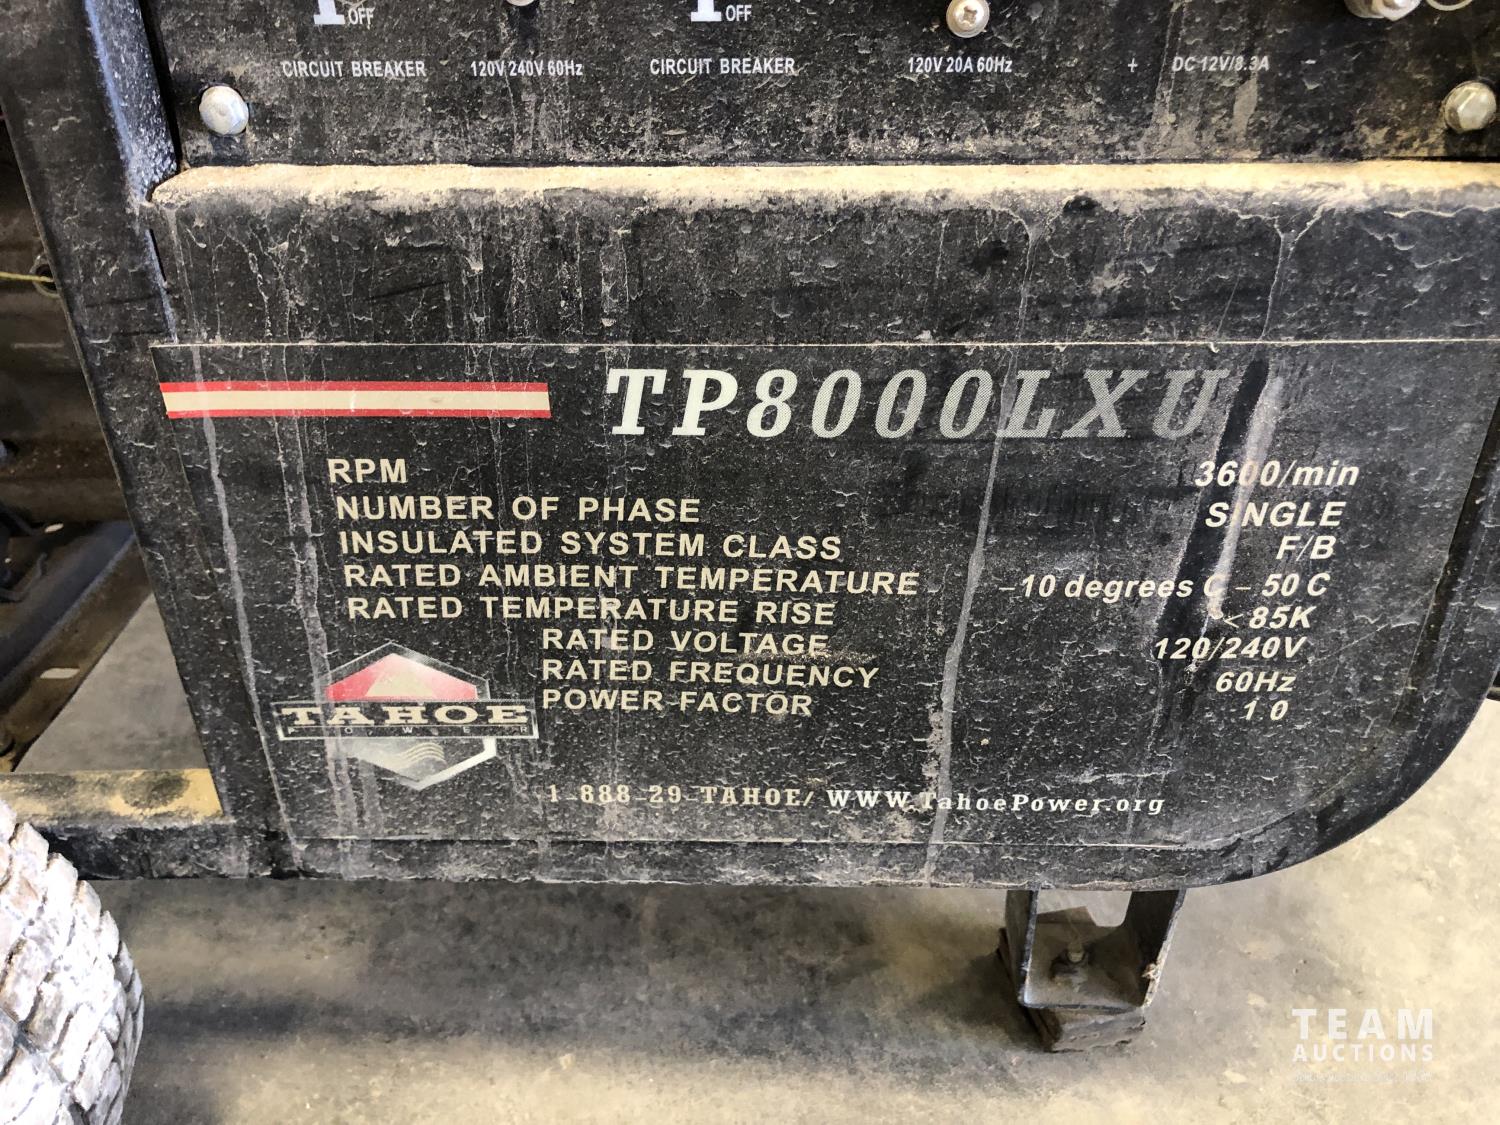 OFF OFF
CIRCUIT BREAKER 120V 240V 60Hz CIRCUIT BREAKER 120V 20A 60Hz + DC 12V/8.3A -
TP8000LXU
RPM 3600/min
NUMBER OF PHASE SINGLE
INSULATED SYSTEM CLASS F/B
RATED AMBIENT TEMPERATURE -10 degrees C - 50 C
RATED TEMPERATURE RISE <85K
RATED VOLTAGE 120/240V
RATED FREQUENCY 60Hz
POWER FACTOR 1 0
TAHOE
POWER
1-888-29-TAHOE/ WWW.TahoePower.org
TEAM
AUCTIONS